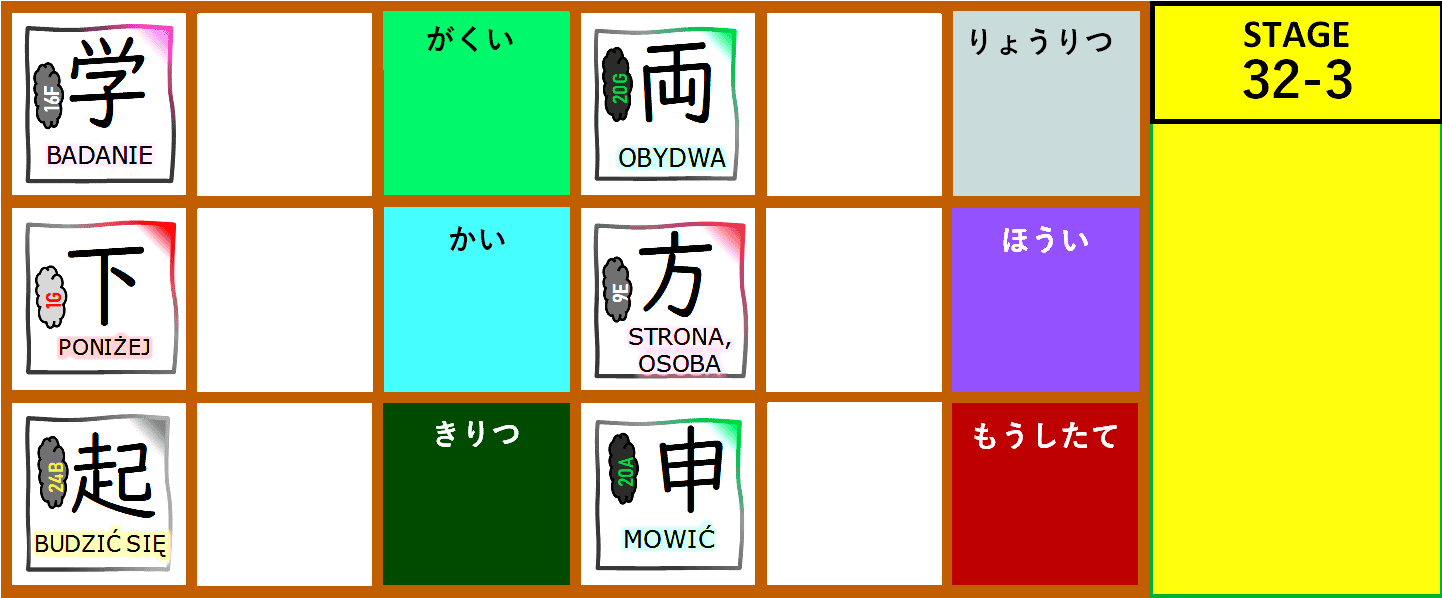 学
16F
BADANIE
がくい
両
20G
OBYDWA
りょうりつ
STAGE
32-3
下
1G
PONIŻEJ
かい
方
9E
STRONA,
OSOBA
ほうい
起
24B
BUDZIĆ SIĘ
きりつ
申
20A
MOWIĆ
もうしたて